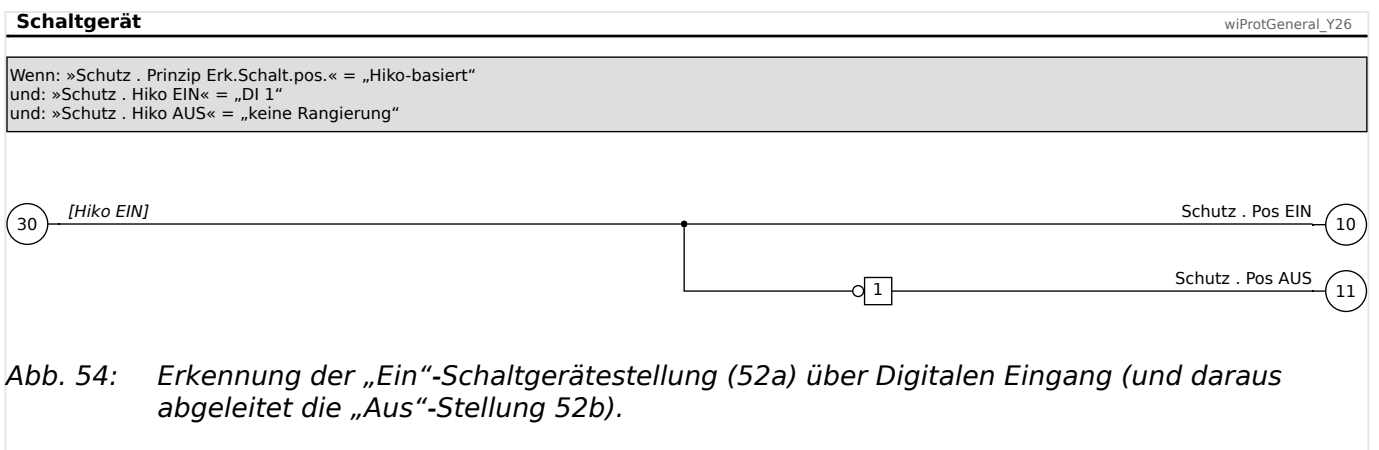 Schaltgerät
wiProtGeneral_Y26
Wenn: »Schutz . Prinzip Erk.Schalt.pos.« = „Hiko-basiert“
und: »Schutz . Hiko EIN« = „DI 1“
und: »Schutz . Hiko AUS« = „keine Rangierung“
30
[Hiko EIN]
Schutz . Pos EIN
10
1
Schutz . Pos AUS
11
Abb. 54: Erkennung der „Ein“-Schaltgerätestellung (52a) über Digitalen Eingang (und daraus
abgeleitet die „Aus“-Stellung 52b).